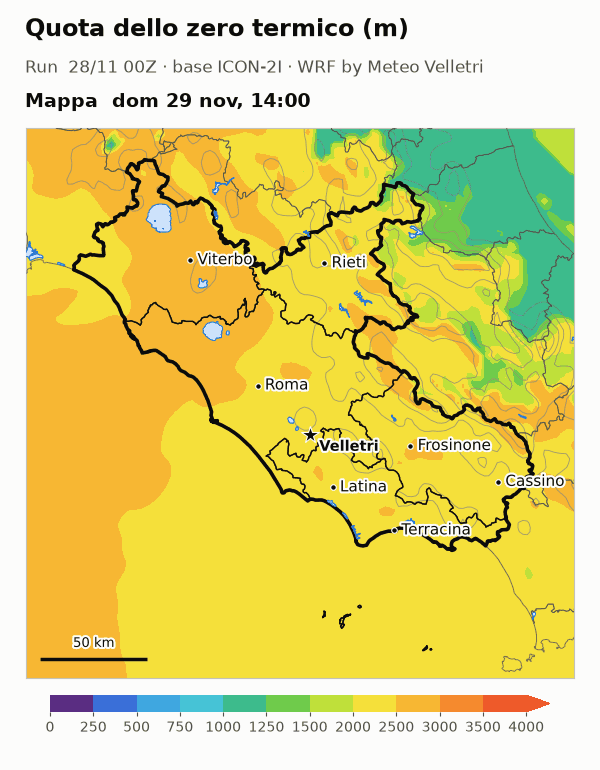 Quota dello zero termico (m)
Run  28/11 00Z · base ICON-2I · WRF by Meteo Velletri
Mappa  dom 29 nov, 14:00
Viterbo
Rieti
Roma
Velletri
Frosinone
Cassino
Latina
Terracina
50 km
0 250 500 750 1000 1250 1500 2000 2500 3000 3500 4000